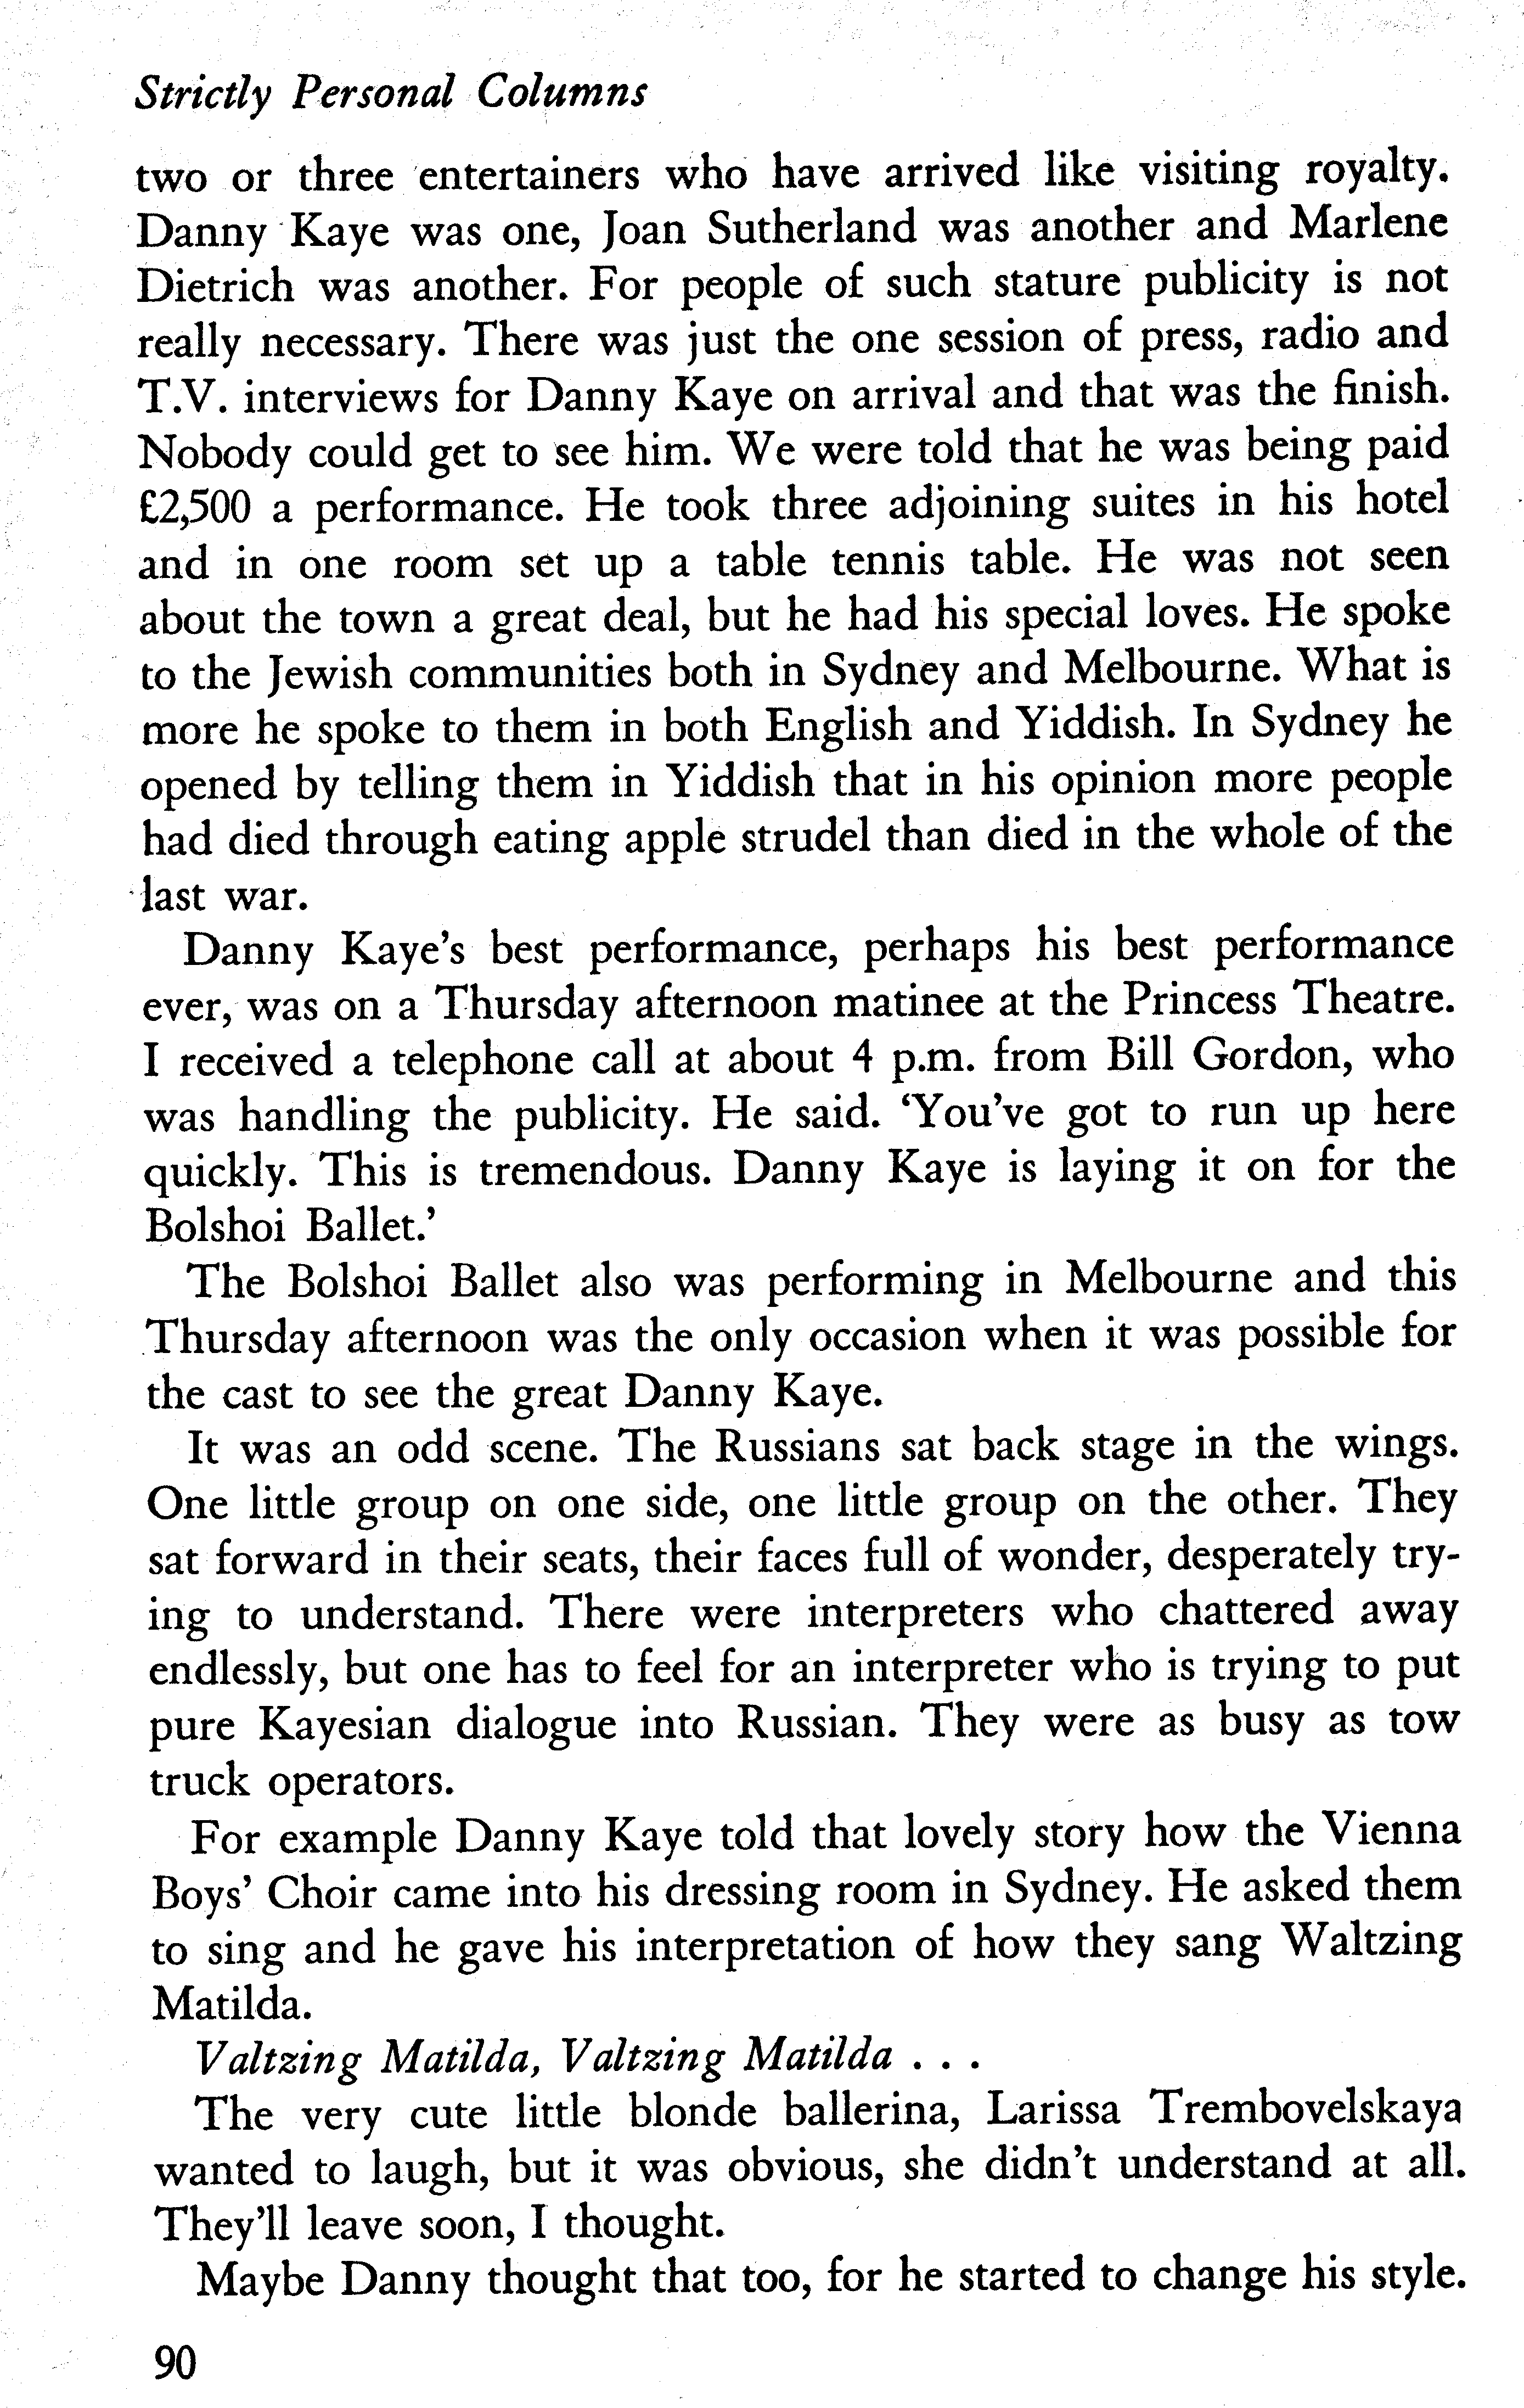 Strictly Personal Columns
two or three entertainers who have arrived like visiting royalty.
Danny Kaye was one, Joan Sutherland was another and Marlene
Dietrich was another. For people of such stature publicity is not
really necessary. There was just the one session of press, radio and
T.V. interviews for Danny Kaye on arrival and that was the finish.
Nobody could get to see him. We were told that he was being paid
£2,500 a performance. He took three adjoining suites in his hotel
and in one room set up a table tennis table. He was not seen
about the town a great deal, but he had his special loves. He spoke
to the Jewish communities both in Sydney and Melbourne. What is
more he spoke to them in both English and Yiddish. In Sydney he
opened by telling them in Yiddish that in his opinion more people
had died through eating apple strudel than died in the whole of the
last war.
Danny Kaye's best performance, perhaps his best performance
ever, was on a Thursday afternoon matinee at the Princess Theatre.
I received a telephone call at about 4 p.m. from Bill Gordon, who
was handling the publicity. He said. ‘You've got to run up here
quickly. This is tremendous. Danny Kaye is laying it on for the
Bolshoi Ballet.’
The Bolshoi Ballet also was performing in Melbourne and this
Thursday afternoon was the only occasion when it was possible for
the cast to see the great Danny Kaye.
It was an odd scene. The Russians sat back stage in the wings.
One little group on one side, one little group on the other. They
sat forward in their seats, their faces full of wonder, desperately try-
ing to understand. There were interpreters who chattered away
endlessly, but one has to feel for an interpreter who is trying to put
pure Kayesian dialogue into Russian. They were as busy as tow
truck operators.
For example Danny Kaye told that lovely story how the Vienna
Boys' Choir came into his dressing room in Sydney. He asked them
to sing and he gave his interpretation of how they sang Waltzing
Matilda.
Valtzing Matilda, Valtzing Matilda . . .
The very cute little blonde ballerina, Larissa Trembovelskaya
wanted to laugh, but it was obvious, she didn't understand at all.
They'll leave soon, I thought.
Maybe Danny thought that too, for he started to change his style.
90